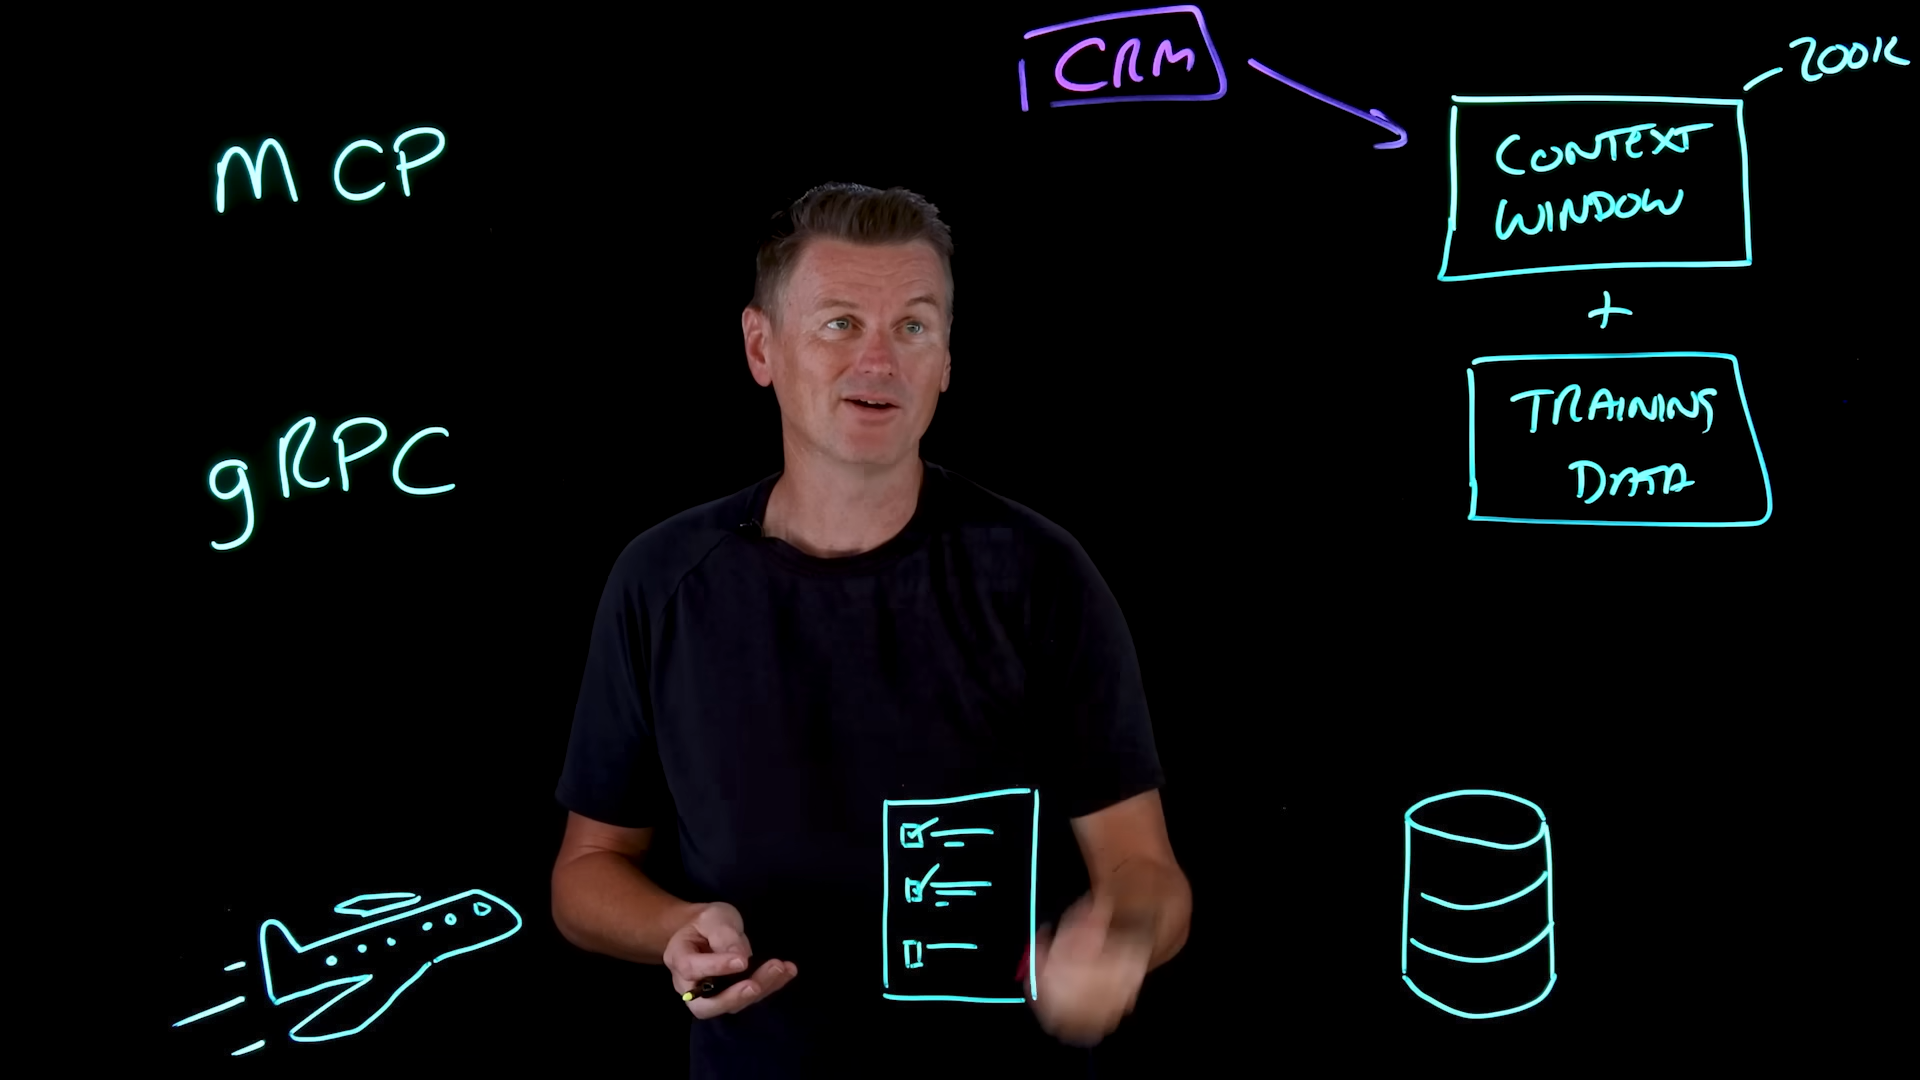 CRM
200K
MCP
CONTEXT
WINDOW
+
TRAINING
DATA
gRPC